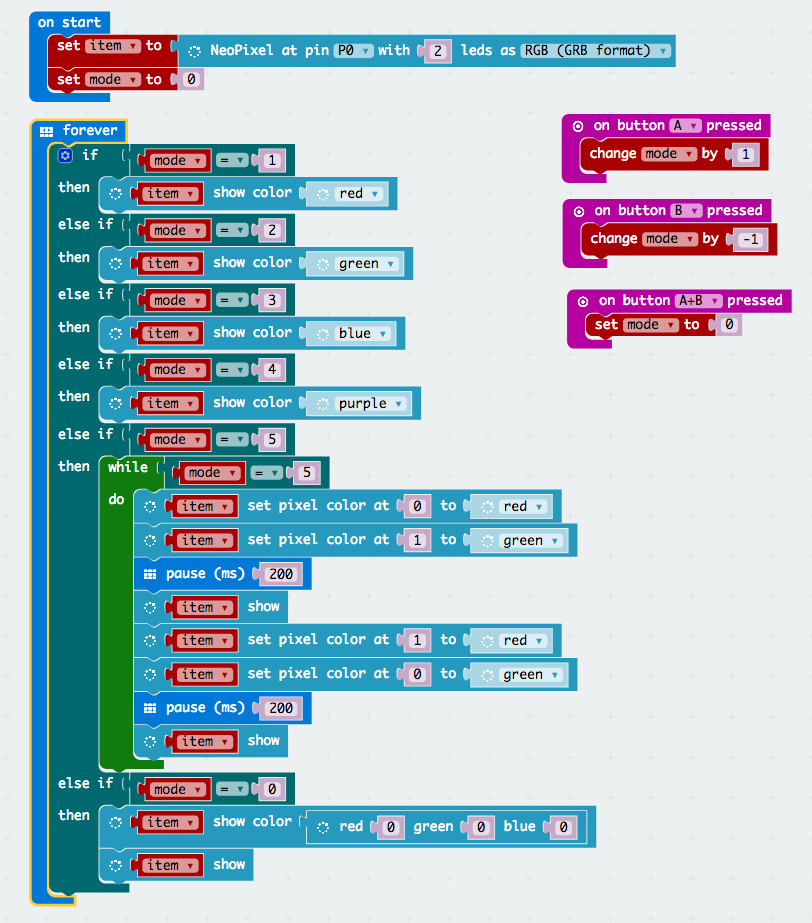 on start
set item to NeoPixel at pin P0 with 2 leds as RGB (GRB format)
set mode to 0
forever
if mode = 1
then item show color red
else if mode = 2
then item show color green
else if mode = 3
then item show color blue
else if mode = 4
then item show color purple
else if mode = 5
then while mode = 5
do item set pixel color at 0 to red
item set pixel color at 1 to green
pause (ms) 200
item show
item set pixel color at 1 to red
item set pixel color at 0 to green
pause (ms) 200
item show
else if mode = 0
then item show color red 0 green 0 blue 0
item show
on button A pressed
change mode by 1
on button B pressed
change mode by -1
on button A+B pressed
set mode to 0